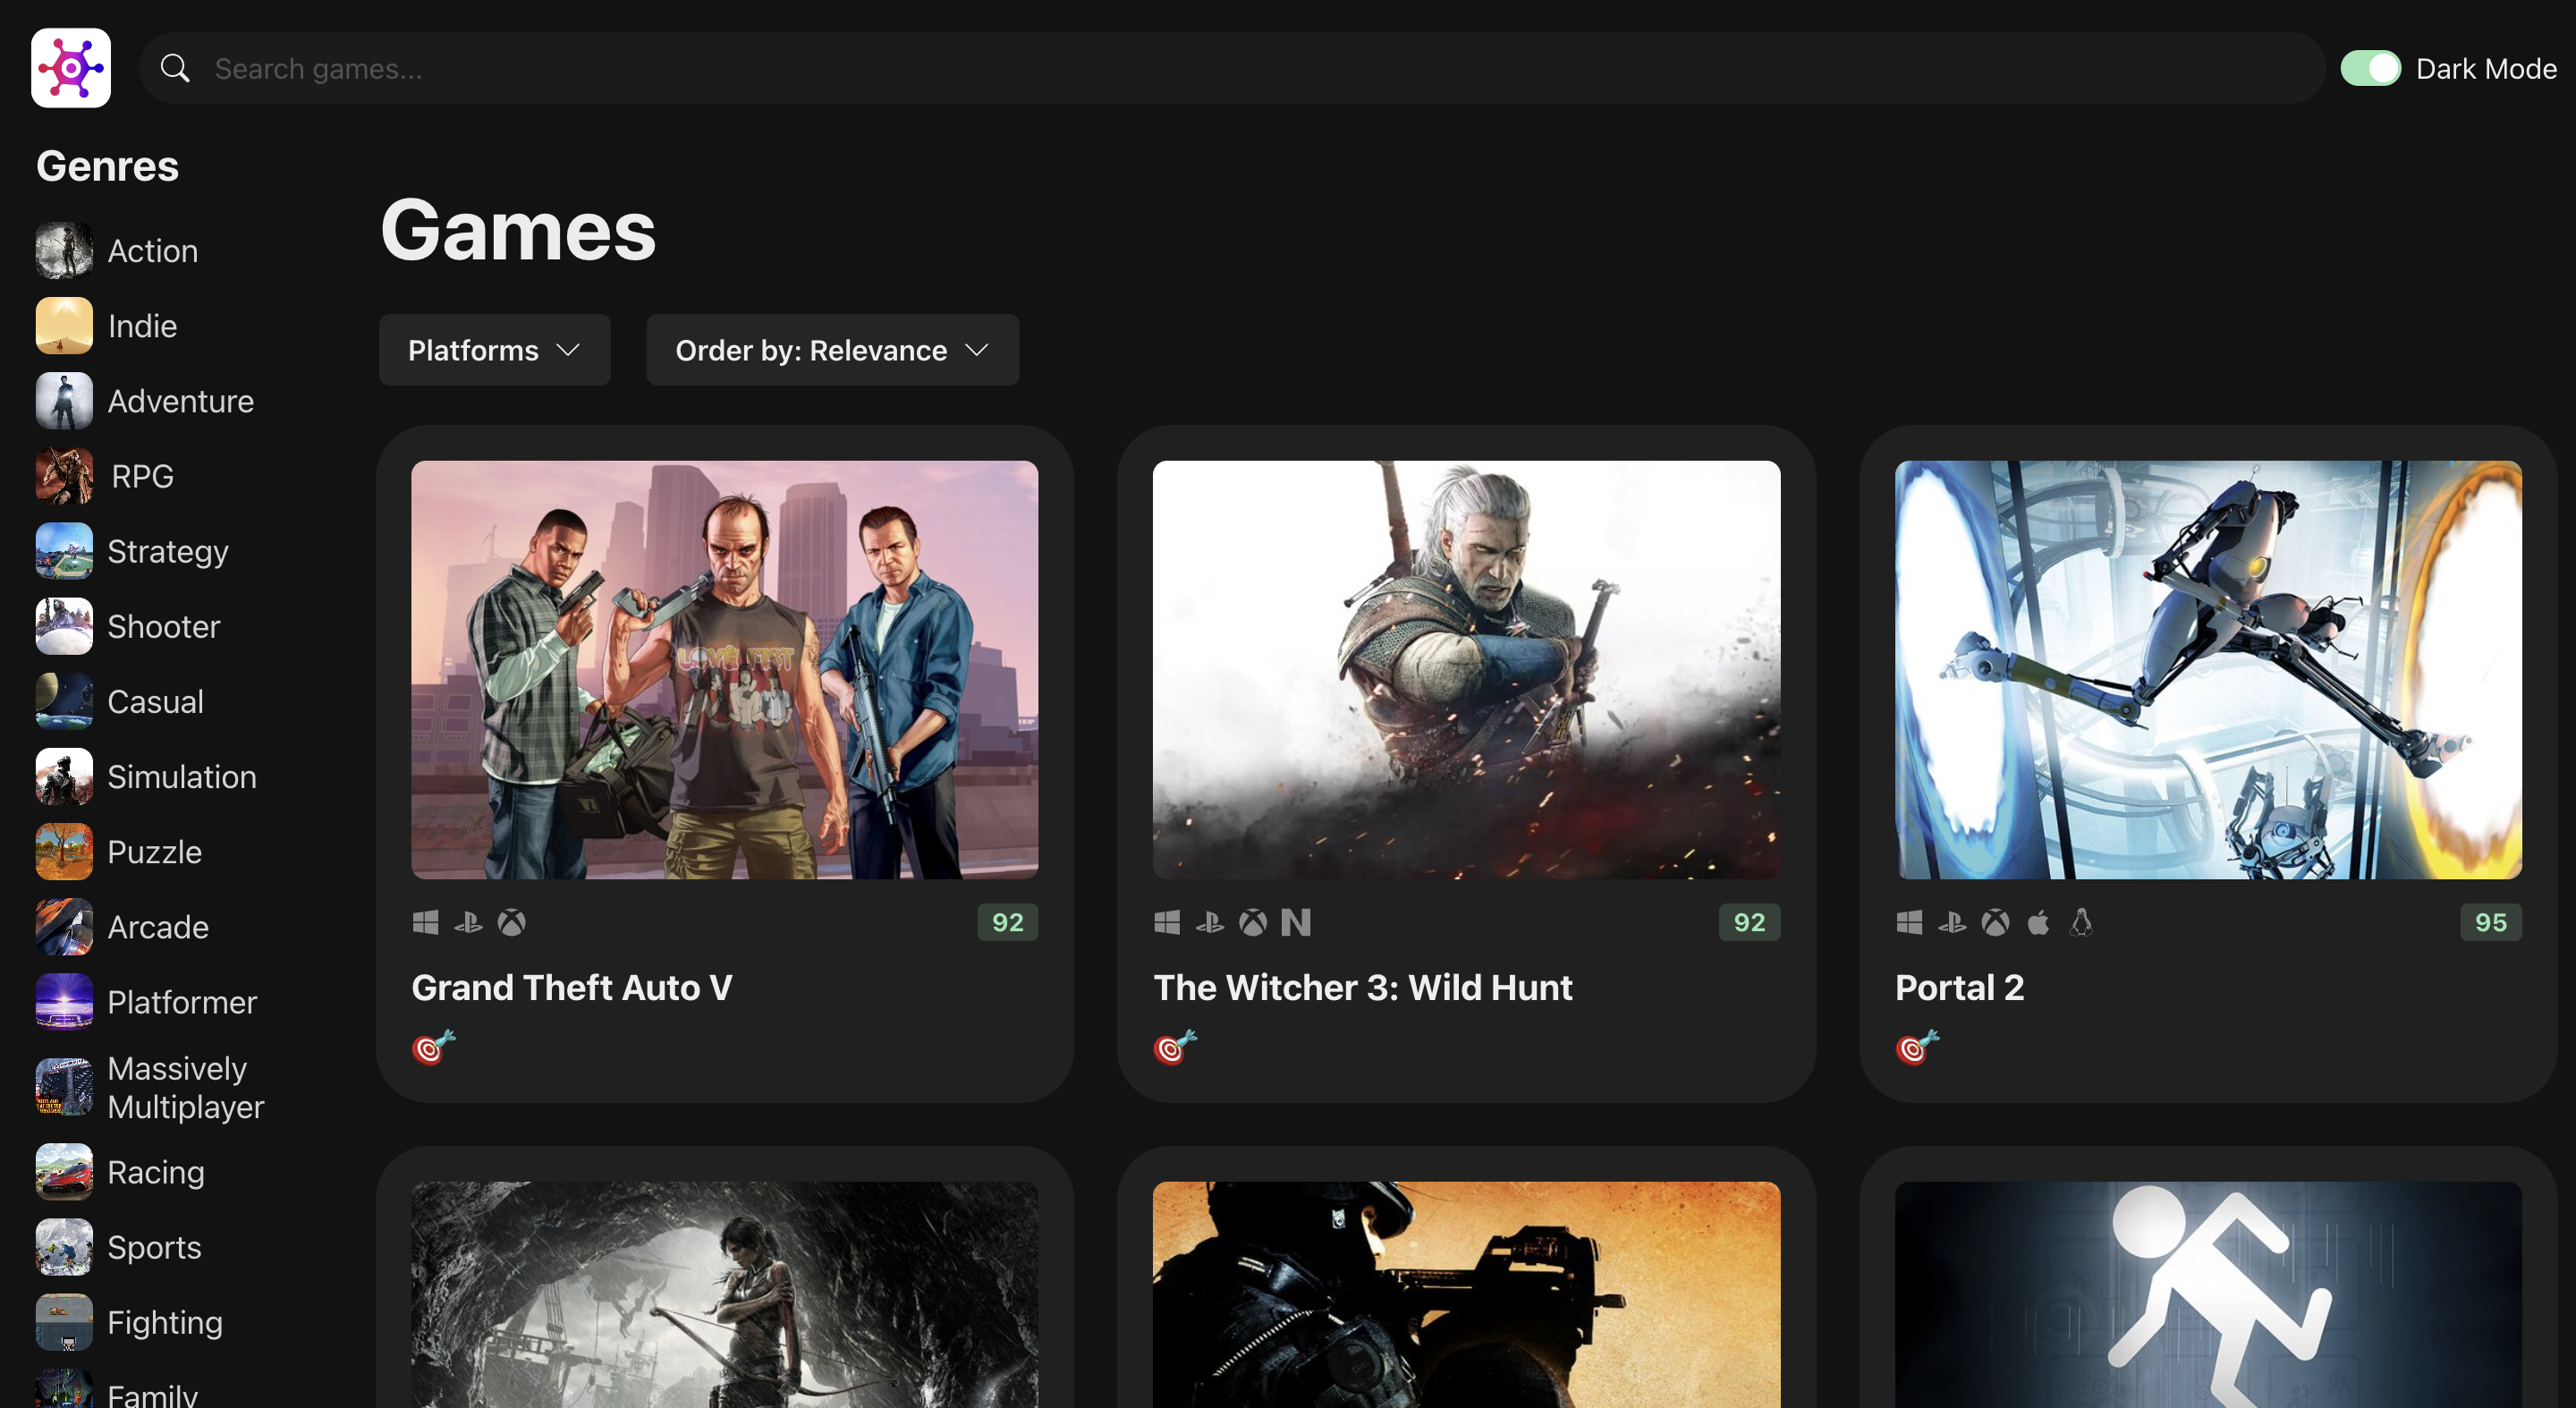 Search games...
Dark Mode
Genres
Action
Indie
Adventure
RPG
Strategy
Shooter
Casual
Simulation
Puzzle
Arcade
Platformer
Massively
Multiplayer
Racing
Sports
Fighting
Family
Games
Platforms
Order by: Relevance
LOVE FIST
92
Grand Theft Auto V
92
The Witcher 3: Wild Hunt
95
Portal 2